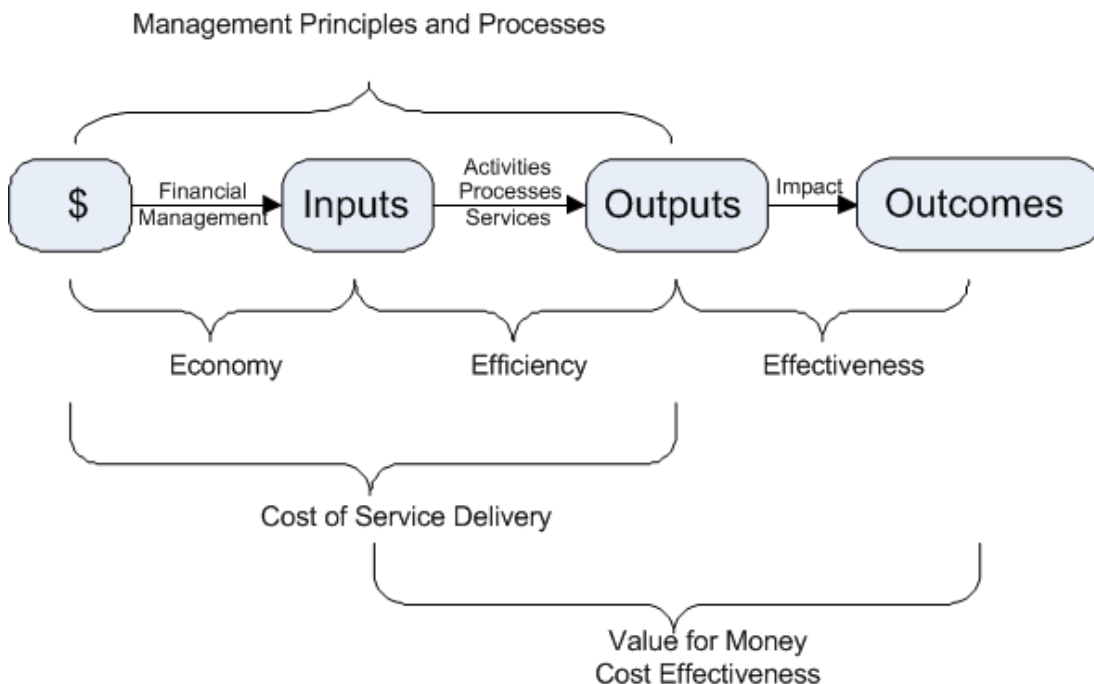 Management Principles and Processes
$
Financial
Management
Inputs
Activities
Processes
Services
Outputs
Impact
Outcomes
Economy
Efficiency
Effectiveness
Cost of Service Delivery
Value for Money
Cost Effectiveness